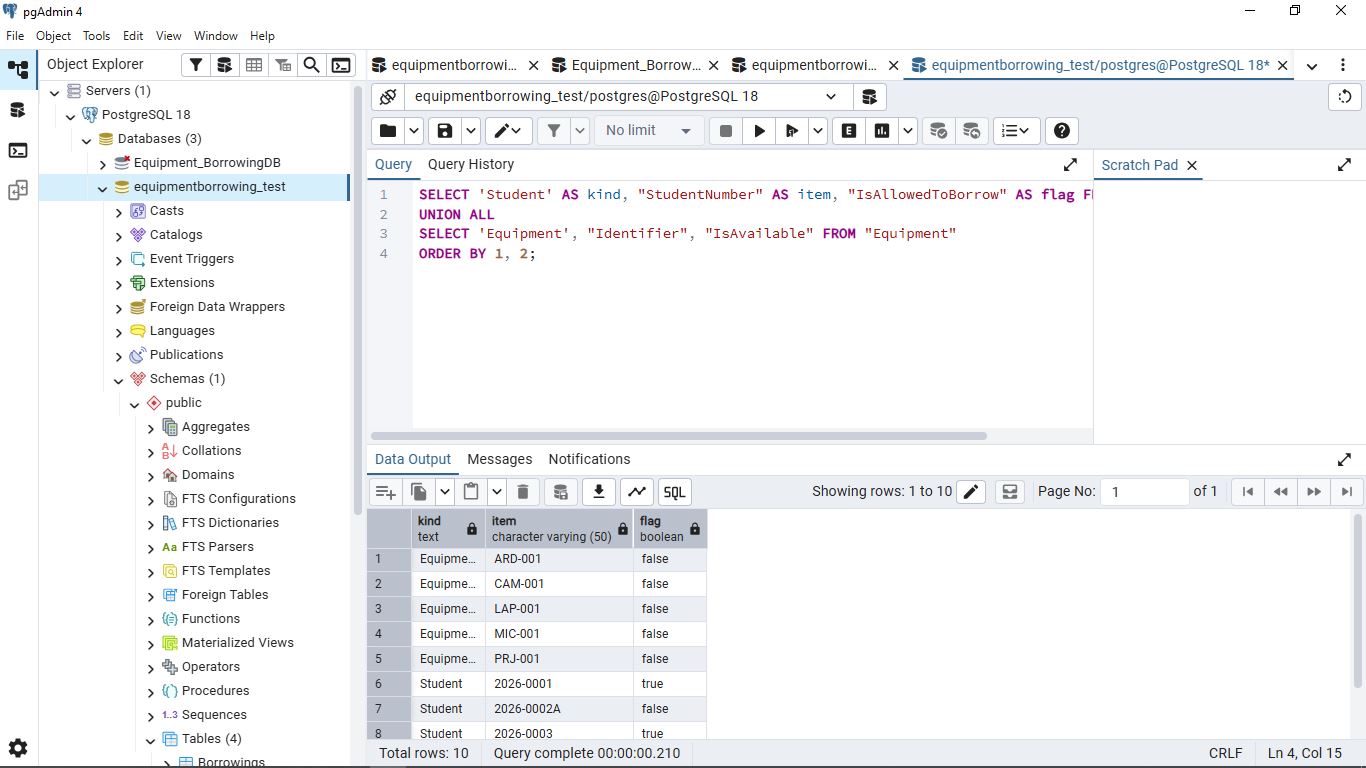 pgAdmin 4
File Object Tools Edit View Window Help
Object Explorer
equipmentborrowi...
Equipment_Borrow...
equipmentborrowi...
equipmentborrowing_test/postgres@PostgreSQL 18*
Servers (1)
PostgreSQL 18
Databases (3)
Equipment_BorrowingDB
equipmentborrowing_test
Casts
Catalogs
Event Triggers
Extensions
Foreign Data Wrappers
Languages
Publications
Schemas (1)
public
Aggregates
Collations
Domains
FTS Configurations
FTS Dictionaries
Aa FTS Parsers
FTS Templates
Foreign Tables
Functions
Materialized Views
Operators
Procedures
1..3 Sequences
Tables (4)
Borrowings
equipmentborrowing_test/postgres@PostgreSQL 18
No limit
E
Query Query History
Scratch Pad
1 SELECT 'Student' AS kind, "StudentNumber" AS item, "IsAllowedToBorrow" AS flag
2 UNION ALL
3 SELECT 'Equipment', "Identifier", "IsAvailable" FROM "Equipment"
4 ORDER BY 1, 2;
Data Output Messages Notifications
SQL
Showing rows: 1 to 10
Page No: 1 of 1
kind text
item character varying (50)
flag boolean
1 Equipme... ARD-001 false
2 Equipme... CAM-001 false
3 Equipme... LAP-001 false
4 Equipme... MIC-001 false
5 Equipme... PRJ-001 false
6 Student 2026-0001 true
7 Student 2026-0002A false
8 Student 2026-0003 true
Total rows: 10 Query complete 00:00:00.210
CRLF Ln 4, Col 15